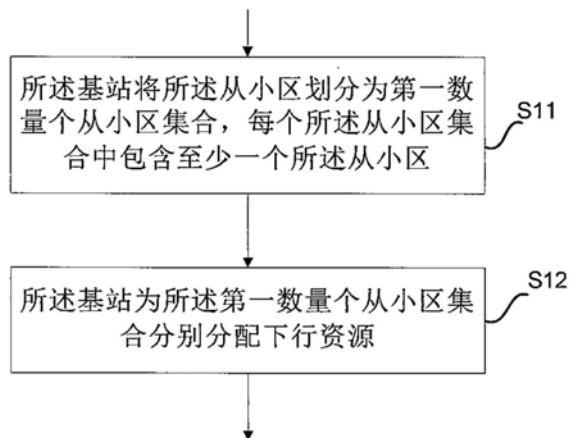 所述基站将所述从小区划分为第一数
量个从小区集合，每个所述从小区集
合中包含至少一个所述从小区
S11
所述基站为所述第一数量个从小区集
合分别分配下行资源
S12